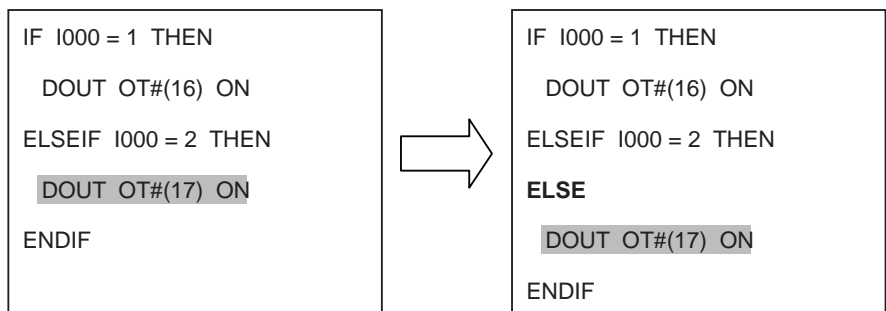 IF I000 = 1 THEN
DOUT OT#(16) ON
ELSEIF I000 = 2 THEN
DOUT OT#(17) ON
ENDIF
IF I000 = 1 THEN
DOUT OT#(16) ON
ELSEIF I000 = 2 THEN
ELSE
DOUT OT#(17) ON
ENDIF